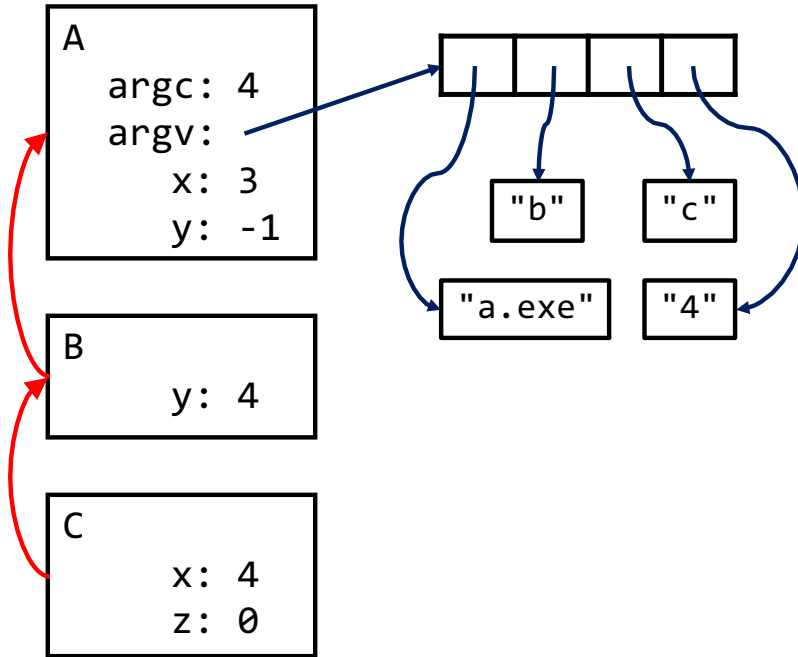 A
argc: 4
argv:
x: 3
y: -1
"b"
"c"
"a.exe"
"4"
B
y: 4
C
x: 4
z: 0